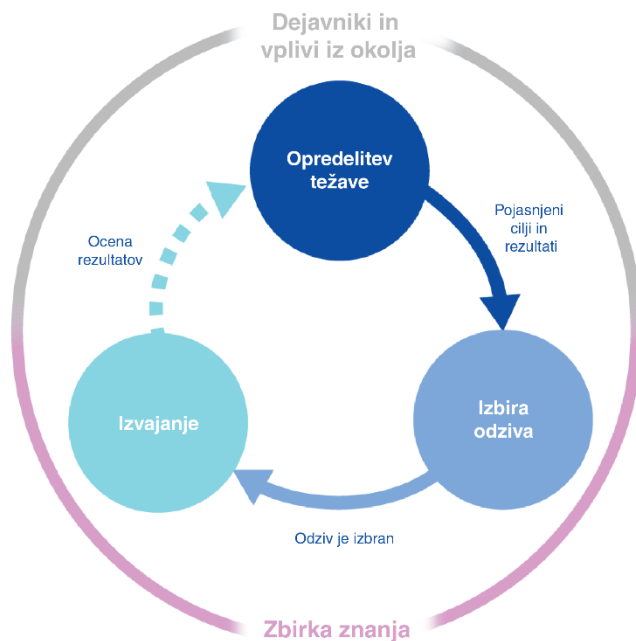 Dejavniki in
vplivi iz okolja
Opredelitev
težave
Pojasnjeni
cilji in
rezultati
Ocena
rezultatov
Izvajanje
Izbira
odziva
Odziv je izbran
Zbirka znanja